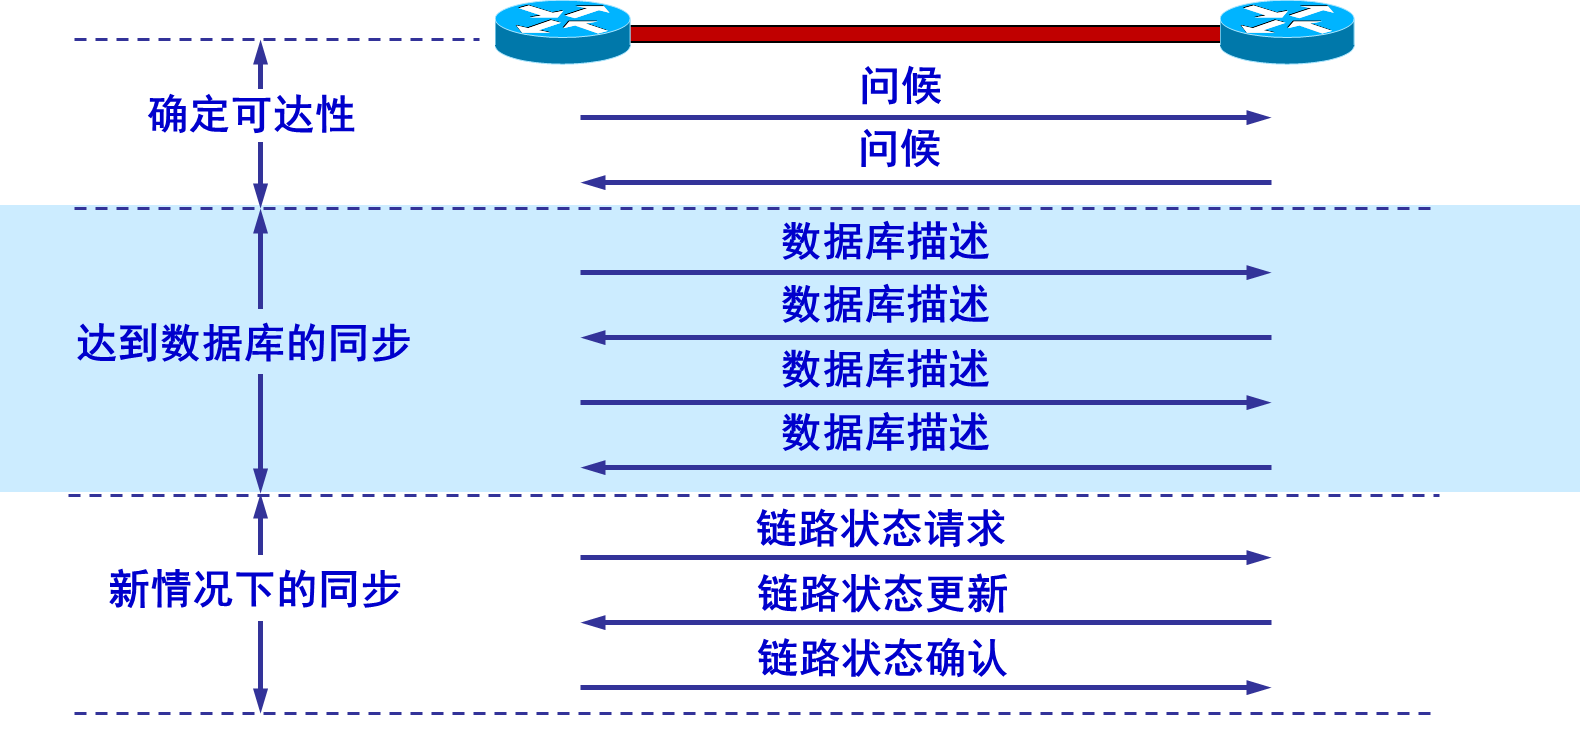 问候
确定可达性
问候
数据库描述
数据库描述
达到数据库的同步
数据库描述
数据库描述
链路状态请求
新情况下的同步
链路状态更新
链路状态确认